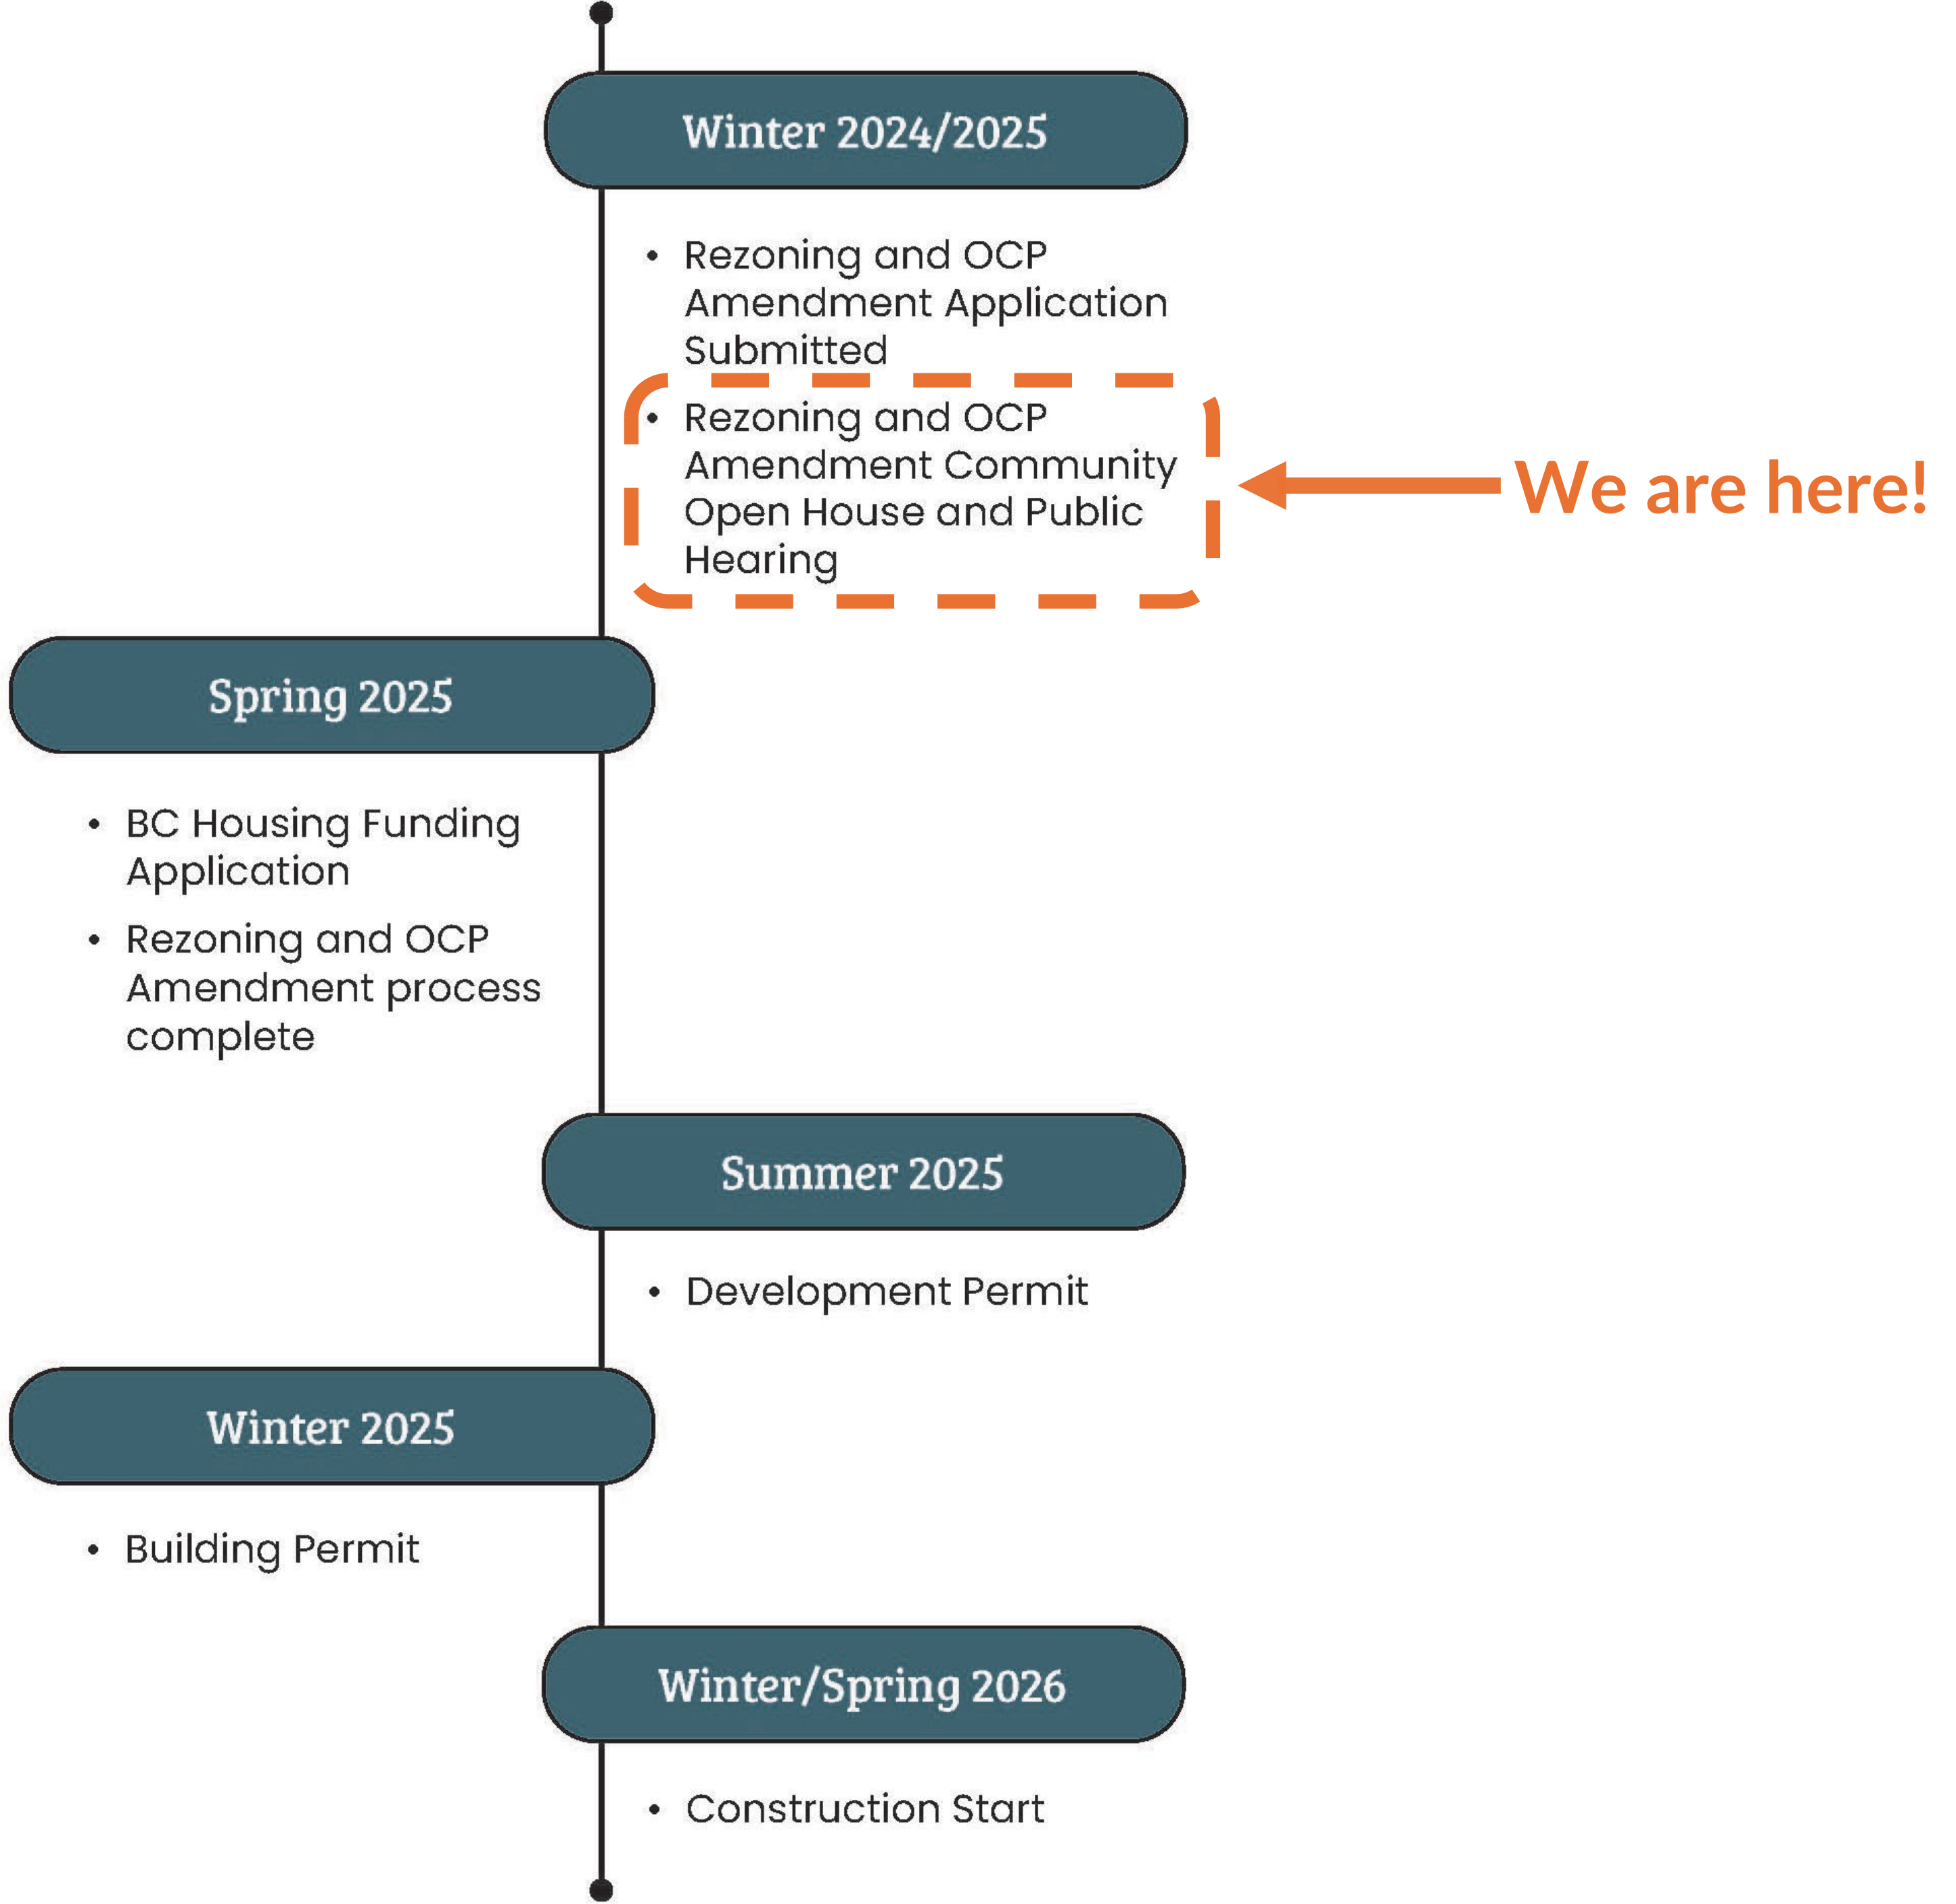 Winter 2024/2025
• Rezoning and OCP
Amendment Application
Submitted
• Rezoning and OCP
Amendment Community
Open House and Public
Hearing
We are here!
Spring 2025
• BC Housing Funding
Application
• Rezoning and OCP
Amendment process
complete
Summer 2025
• Development Permit
Winter 2025
• Building Permit
Winter/Spring 2026
• Construction Start